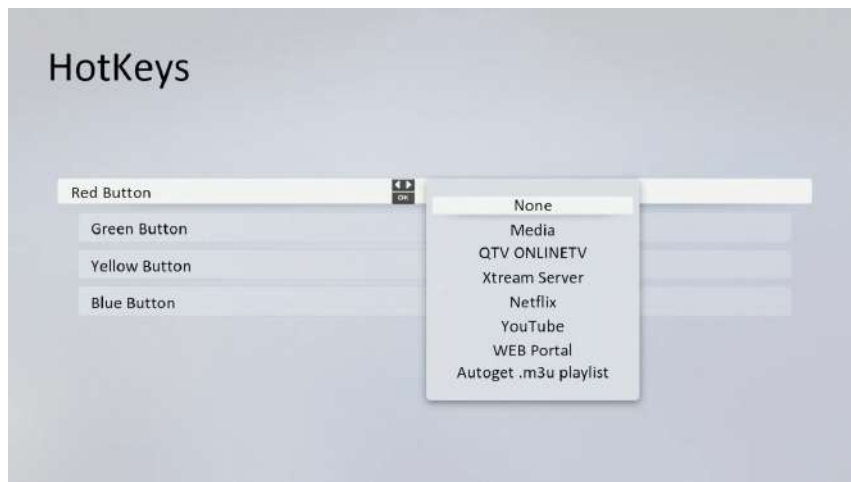 HotKeys
Red Button
OK
None
Green Button
Media
QTV ONLINETV
Yellow Button
Xtream Server
Blue Button
Netflix
YouTube
WEB Portal
Autoget .m3u playlist